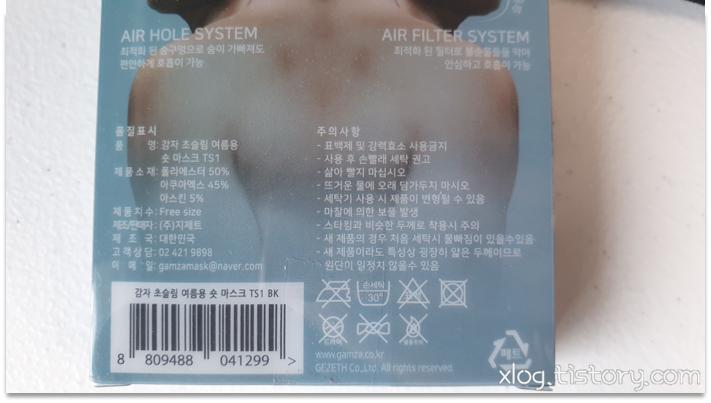 AIR HOLE SYSTEM
최적화 된 숨구멍으로 숨이 가빠져도
편안하게 호흡이 가능
AIR FILTER SYSTEM
최적화 된 필터로 불순물들을 막아
안심하고 호흡이 가능
품질표시
품 명: 감자 초슬림 여름용
숏 마스크 TS1
제품소재: 폴리에스터 50%
아쿠아엑스 45%
아스킨 5%
제품치수: Free size
제조/판매자: (주)지제트
제 조 국: 대한민국
고객상담: 02 421 9898
이 메 일: gamzamask@naver.com
주의사항
- 표백제 및 강력효소 사용금지
- 사용 후 손빨래 세탁 권고
- 삶아 빨지 마십시오
- 뜨거운 물에 오래 담가두지 마시오
- 세탁기 사용 시 제품이 변형될 수 있음
- 마찰에 의한 보풀 발생
- 스타킹과 비슷한 두께로 착용시 주의
- 새 제품의 경우 처음 세탁시 물빠짐이 있을수있음
- 새 제품이라도 특성상 굉장히 얇은 두께이므로
원단이 일정치 않을수 있음
감자 초슬림 여름용 숏 마스크 TS1 BK
8 809488 041299 >
손세탁
30°
드라이
염소표백
www.gamza.co.kr
GEZETH Co.,Ltd. All rights reserved.
페트
xlog.tistory.com